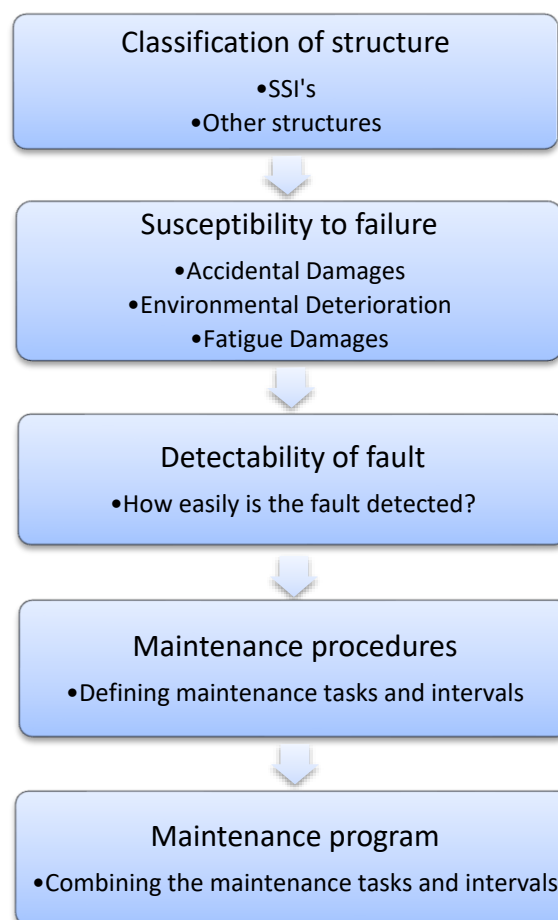 Classification of structure
•SSI's
•Other structures
Susceptibility to failure
•Accidental Damages
•Environmental Deterioration
•Fatigue Damages
Detectability of fault
•How easily is the fault detected?
Maintenance procedures
•Defining maintenance tasks and intervals
Maintenance program
•Combining the maintenance tasks and intervals